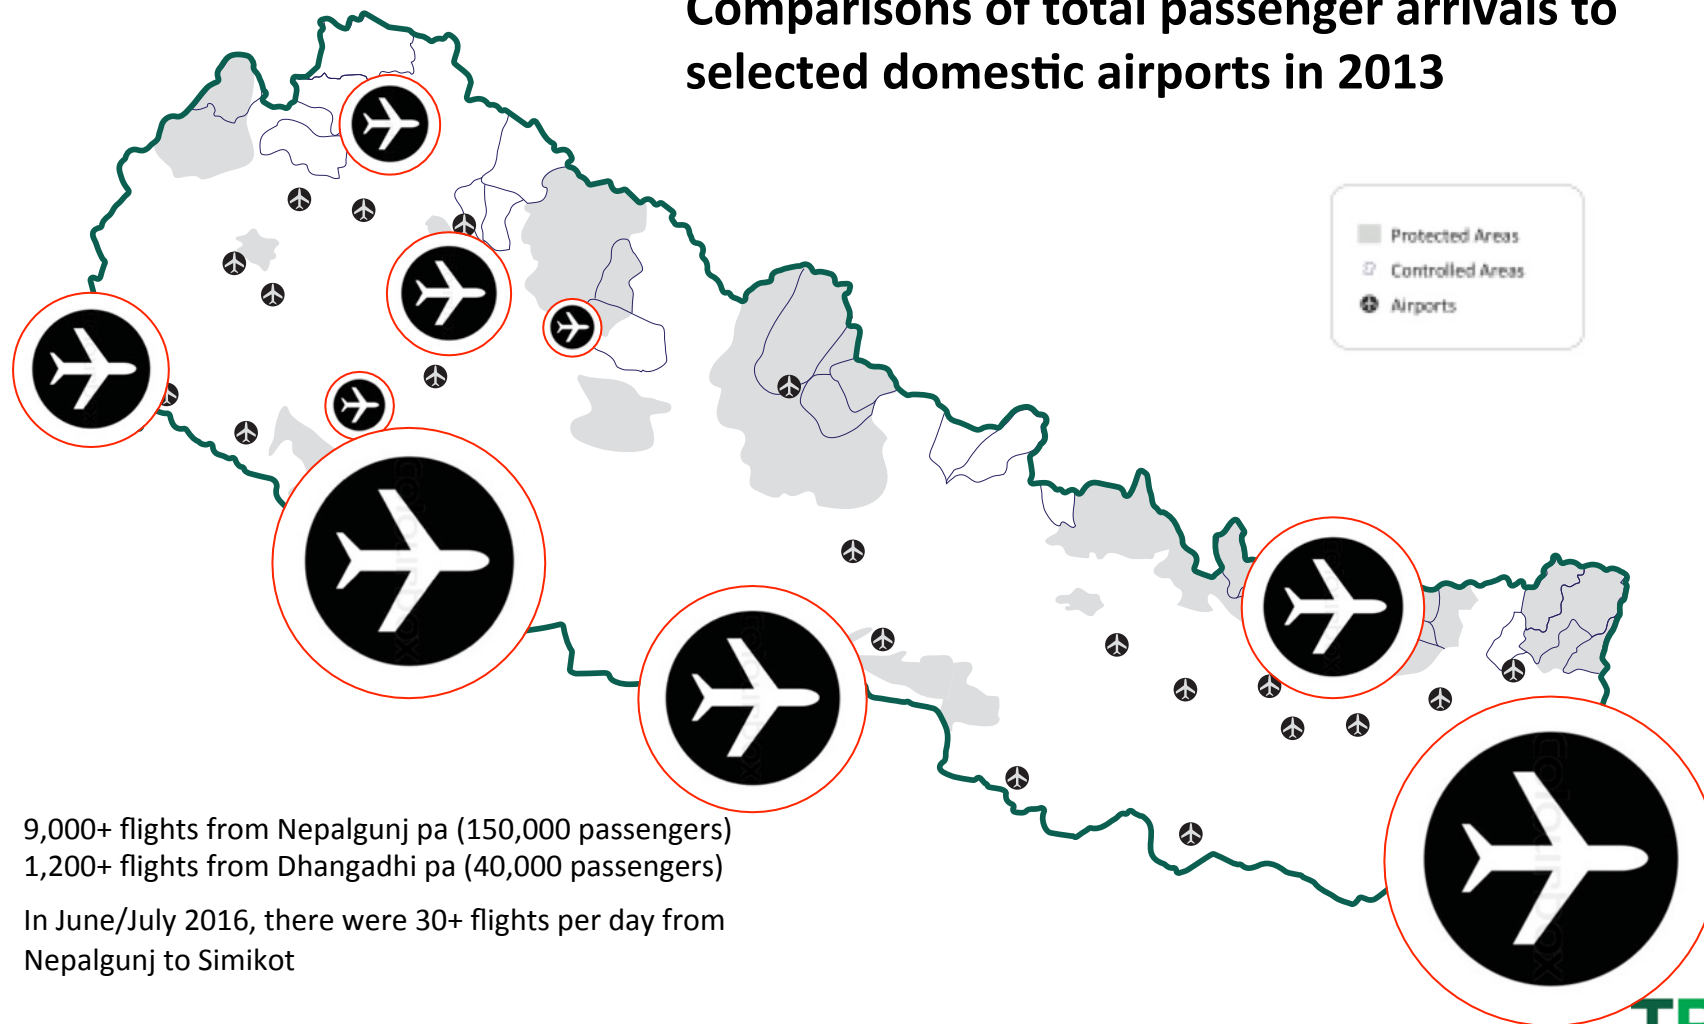 Comparisons of total passenger arrivals to
selected domestic airports in 2013
Protected Areas
Controlled Areas
Airports
9,000+ flights from Nepalgunj pa (150,000 passengers)
1,200+ flights from Dhangadhi pa (40,000 passengers)
In June/July 2016, there were 30+ flights per day from
Nepalgunj to Simikot